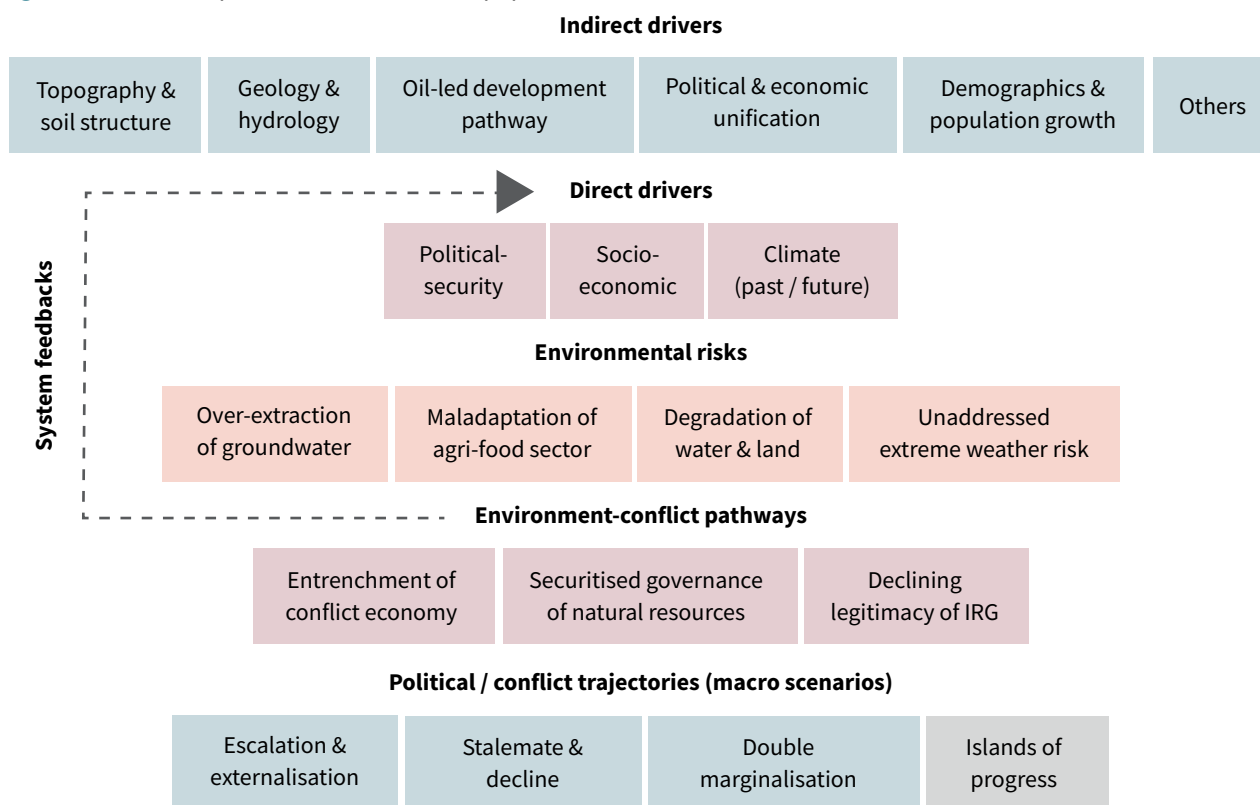 Indirect drivers
Topography &
soil structure
Geology &
hydrology
Oil-led development
pathway
Political & economic
unification
Demographics &
population growth
Others
Direct drivers
Political-
security
Socio-
economic
Climate
(past / future)
System feedbacks
Environmental risks
Over-extraction
of groundwater
Maladaptation of
agri-food sector
Degradation of
water & land
Unaddressed
extreme weather risk
Environment-conflict pathways
Entrenchment of
conflict economy
Securitised governance
of natural resources
Declining
legitimacy of IRG
Political / conflict trajectories (macro scenarios)
Escalation &
externalisation
Stalemate &
decline
Double
marginalisation
Islands of
progress